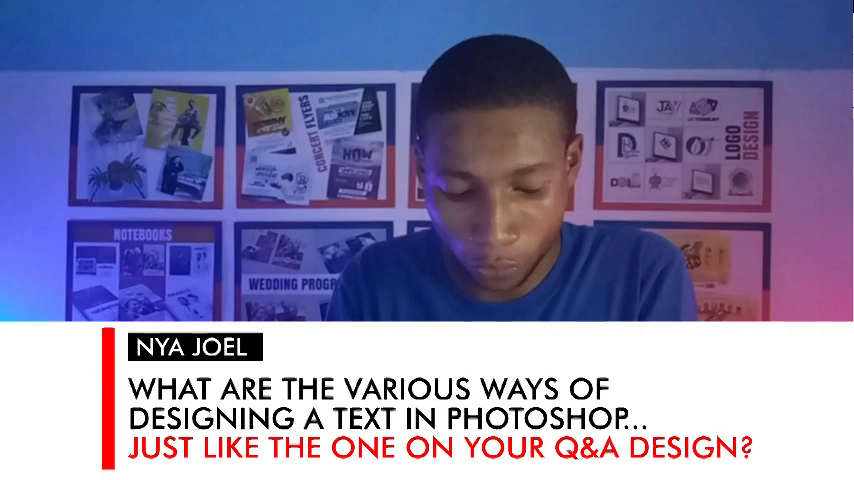 CONCERT FLYERS
LOGO DESIGN
NOTEBOOKS
WEDDING PROGR
NYA JOEL
WHAT ARE THE VARIOUS WAYS OF
DESIGNING A TEXT IN PHOTOSHOP...
JUST LIKE THE ONE ON YOUR Q&A DESIGN?